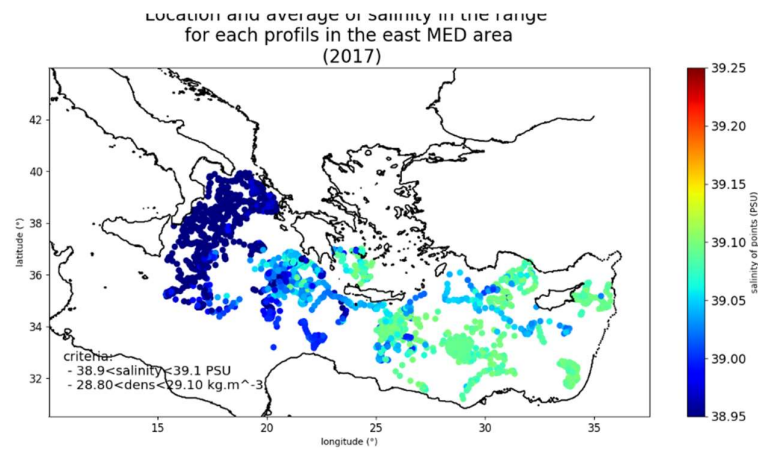 Location and average of salinity in the range
for each profils in the east MED area
(2017)
42
40
38
36
34
32
latitude (°)
criteria:
- 38.9<salinity<39.1 PSU
- 28.80<dens<29.10 kg.m^-3
15
20
25
30
35
longitude (°)
39.25
39.20
39.15
39.10
39.05
39.00
38.95
salinity of points (PSU)